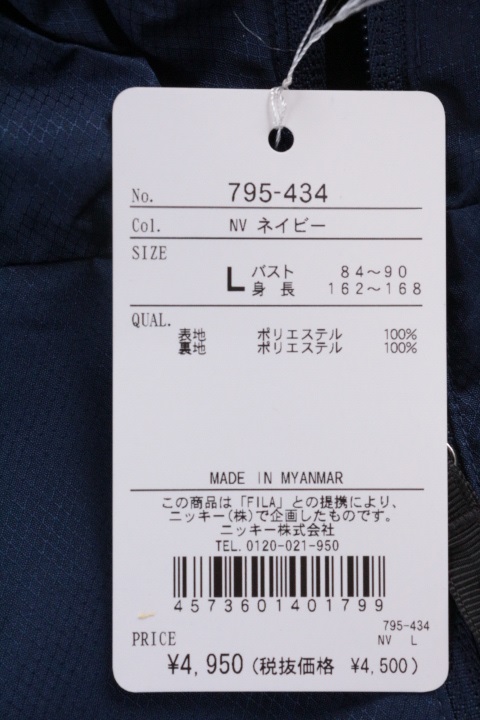 No. 795-434
Col. NV ネイビー
SIZE
L バスト 84～90
身長 162～168
QUAL.
表地 ポリエステル 100%
裏地 ポリエステル 100%
MADE IN MYANMAR
この商品は「FILA」との提携により、
ニッキー(株)で企画したものです。
ニッキー株式会社
TEL. 0120-021-950
4573601401799
795-434
PRICE NV L
¥4,950 (税抜価格 ¥4,500)